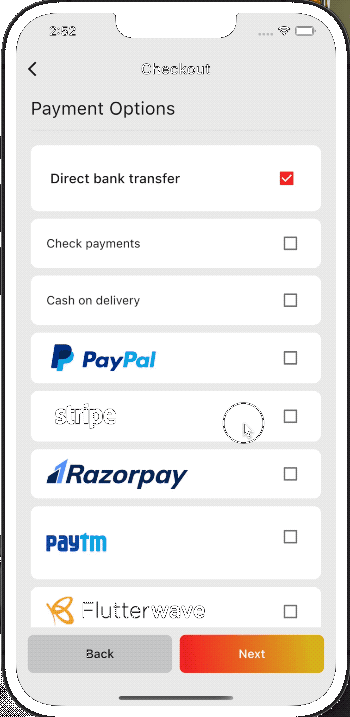 2:52
Checkout
Payment Options
Direct bank transfer
Check payments
Cash on delivery
PayPal
stripe
Razorpay
paytm
Flutterwave
Back
Next